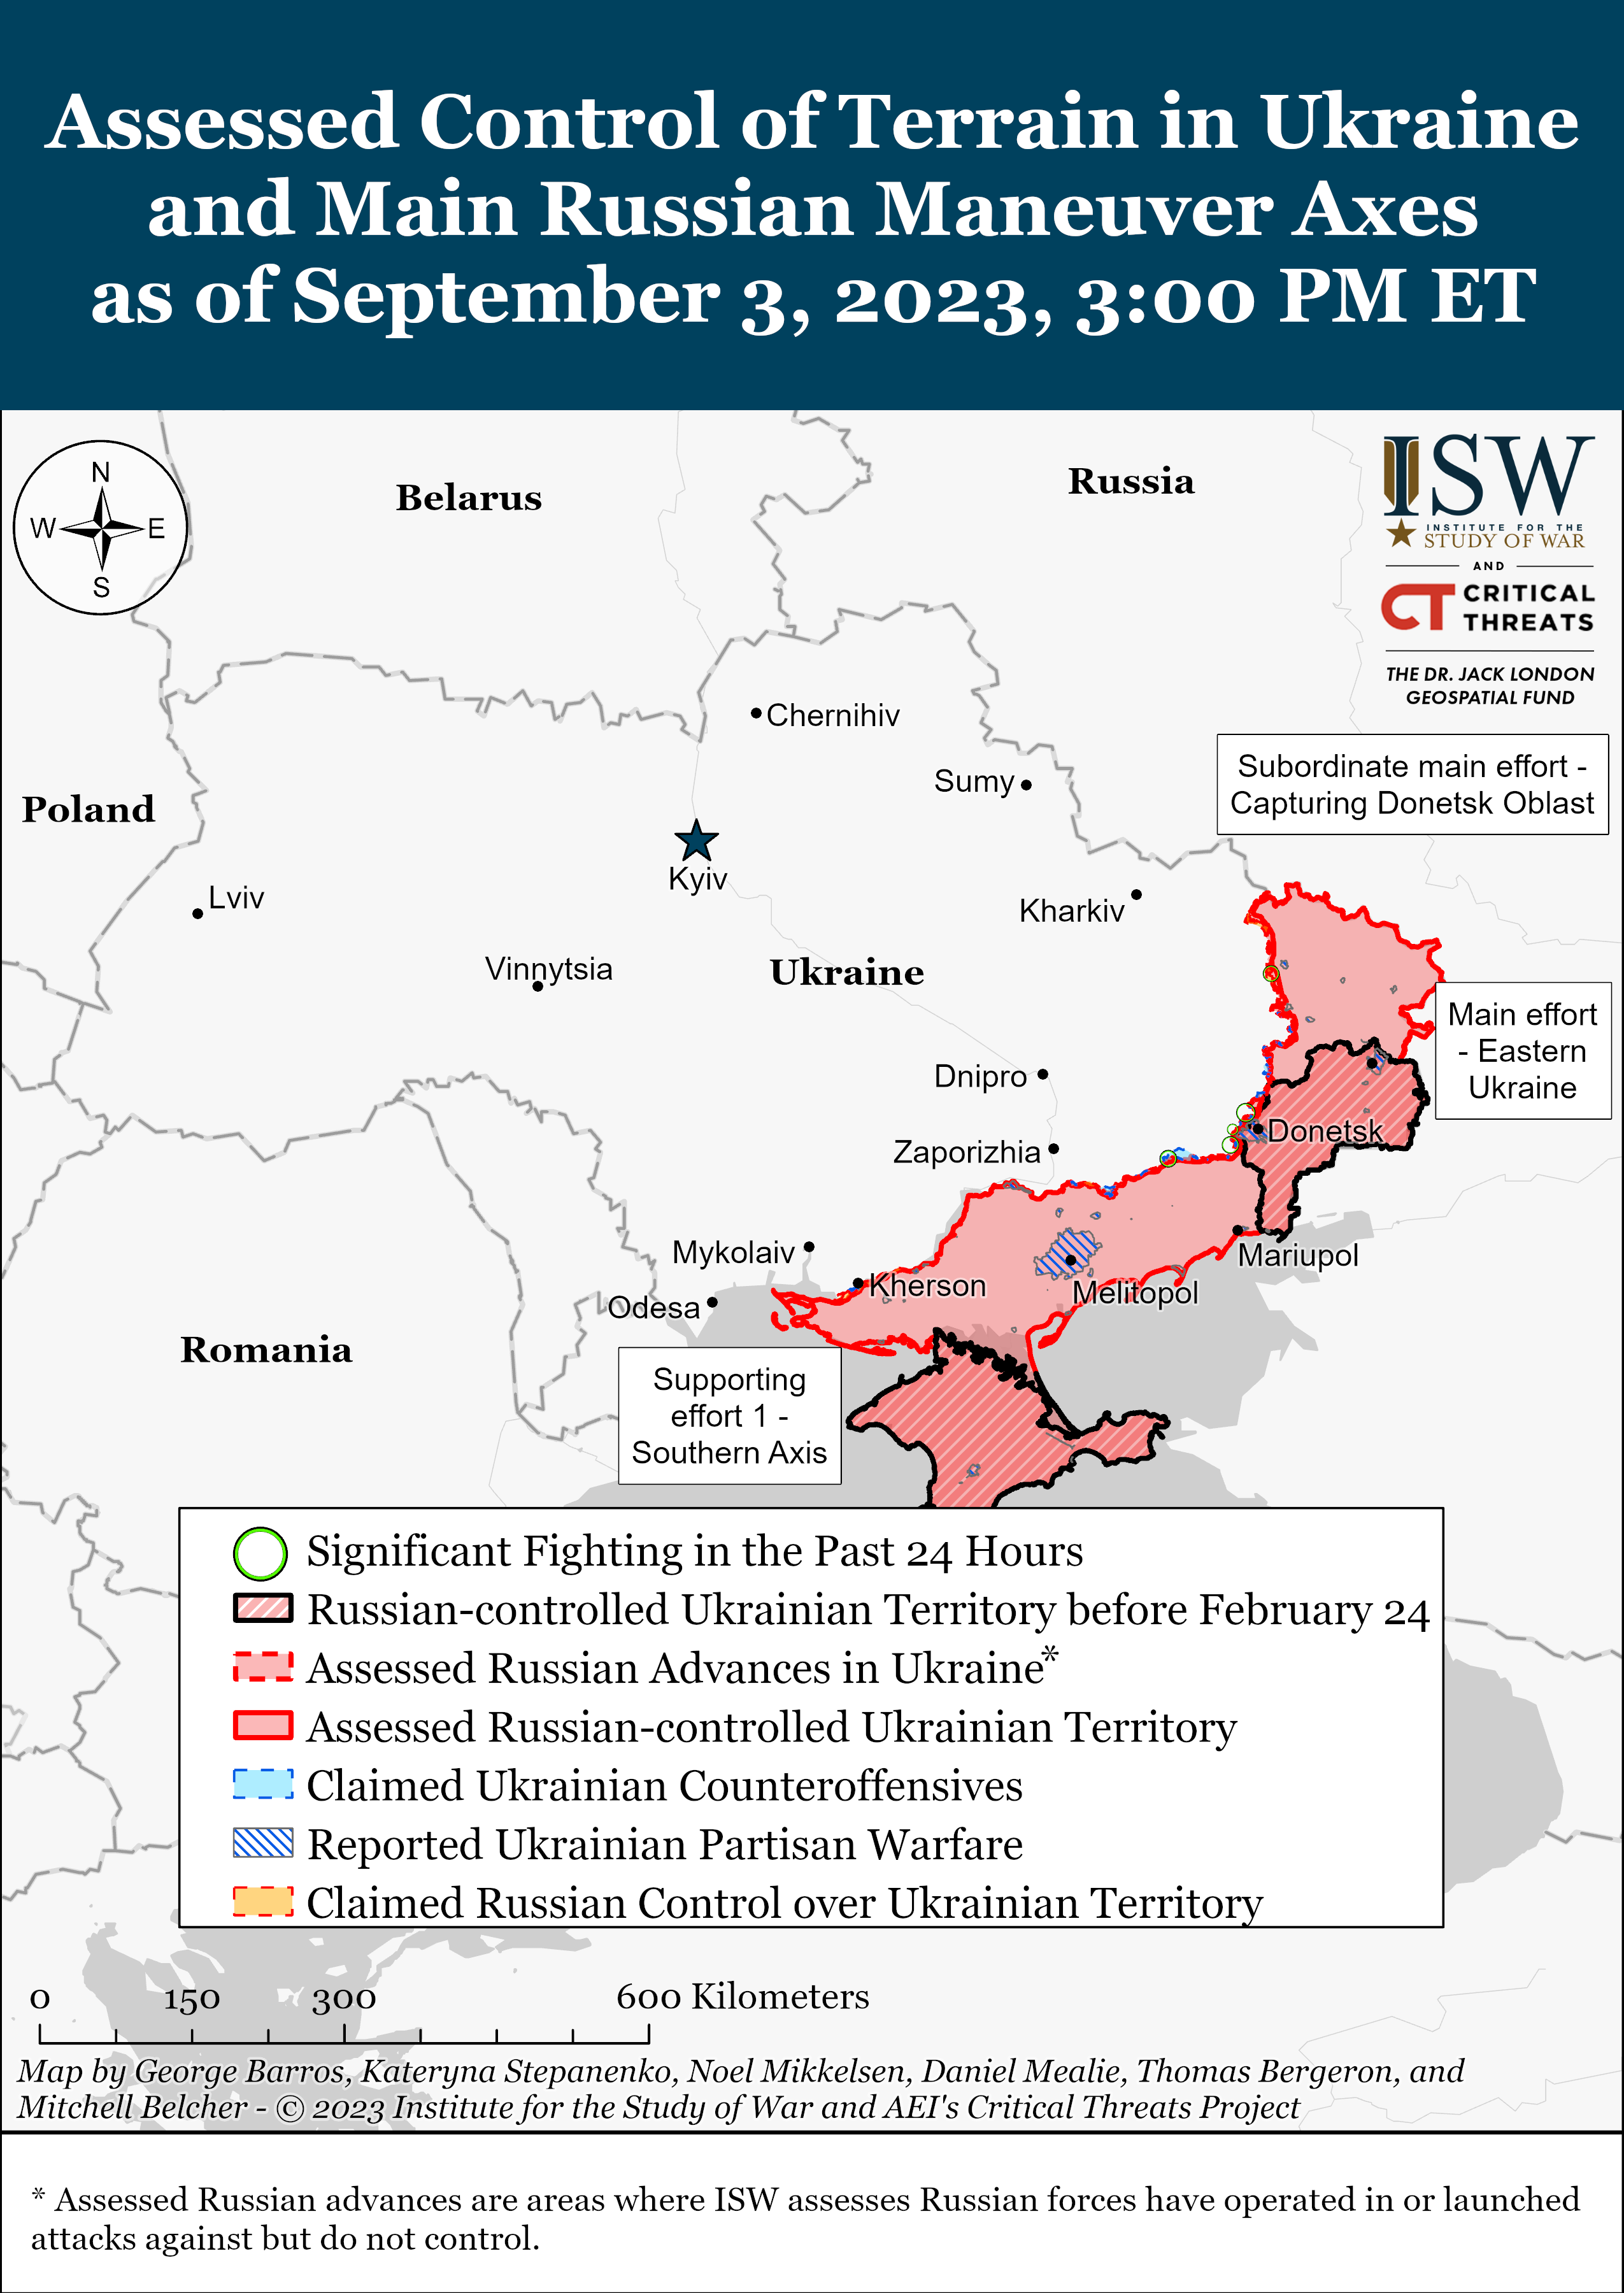 Assessed Control of Terrain in Ukraine
and Main Russian Maneuver Axes
as of September 3, 2023, 3:00 PM ET
N
W
E
S
Belarus
Russia
ISW
INSTITUTE FOR THE
STUDY OF WAR
AND
CT CRITICAL
THREATS
THE DR. JACK LONDON
GEOSPATIAL FUND
Chernihiv
Sumy
Subordinate main effort -
Capturing Donetsk Oblast
Poland
Kyiv
Lviv
Kharkiv
Vinnytsia
Ukraine
Main effort
- Eastern
Ukraine
Dnipro
Donetsk
Zaporizhia
Mykolaiv
Mariupol
Kherson
Melitopol
Odesa
Romania
Supporting
effort 1 -
Southern Axis
Significant Fighting in the Past 24 Hours
Russian-controlled Ukrainian Territory before February 24
Assessed Russian Advances in Ukraine*
Assessed Russian-controlled Ukrainian Territory
Claimed Ukrainian Counteroffensives
Reported Ukrainian Partisan Warfare
Claimed Russian Control over Ukrainian Territory
0 150 300 600 Kilometers
Map by George Barros, Kateryna Stepanenko, Noel Mikkelsen, Daniel Mealie, Thomas Bergeron, and
Mitchell Belcher - © 2023 Institute for the Study of War and AEI's Critical Threats Project
* Assessed Russian advances are areas where ISW assesses Russian forces have operated in or launched
attacks against but do not control.